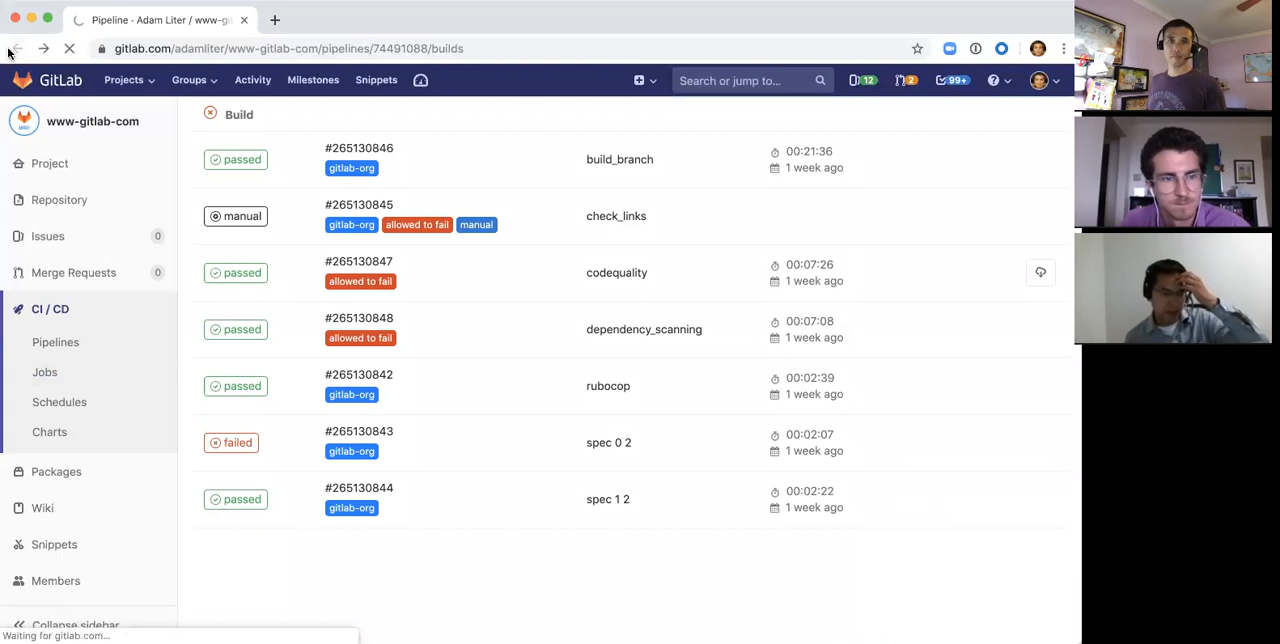 Pipeline · Adam Liter / www-gi
gitlab.com/adamliter/www-gitlab-com/pipelines/74491088/builds
GitLab Projects Groups Activity Milestones Snippets Search or jump to... 12 2 99+
www-gitlab-com
Project
Repository
Issues 0
Merge Requests 0
CI / CD
Pipelines
Jobs
Schedules
Charts
Packages
Wiki
Snippets
Members
Collapse sidebar
Waiting for gitlab.com...
Build
passed #265130846 build_branch 00:21:36
gitlab-org 1 week ago
manual #265130845 check_links
gitlab-org allowed to fail manual
passed #265130847 codequality 00:07:26
allowed to fail 1 week ago
passed #265130848 dependency_scanning 00:07:08
allowed to fail 1 week ago
passed #265130842 rubocop 00:02:39
gitlab-org 1 week ago
failed #265130843 spec 0 2 00:02:07
gitlab-org 1 week ago
passed #265130844 spec 1 2 00:02:22
gitlab-org 1 week ago